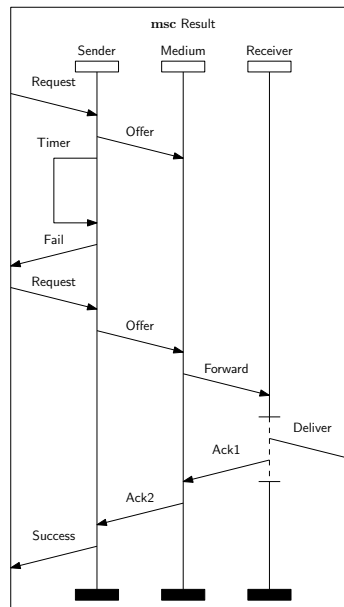 msc Result
Sender Medium Receiver
Request
Offer
Timer
Fail
Request
Offer
Forward
Deliver
Ack1
Ack2
Success